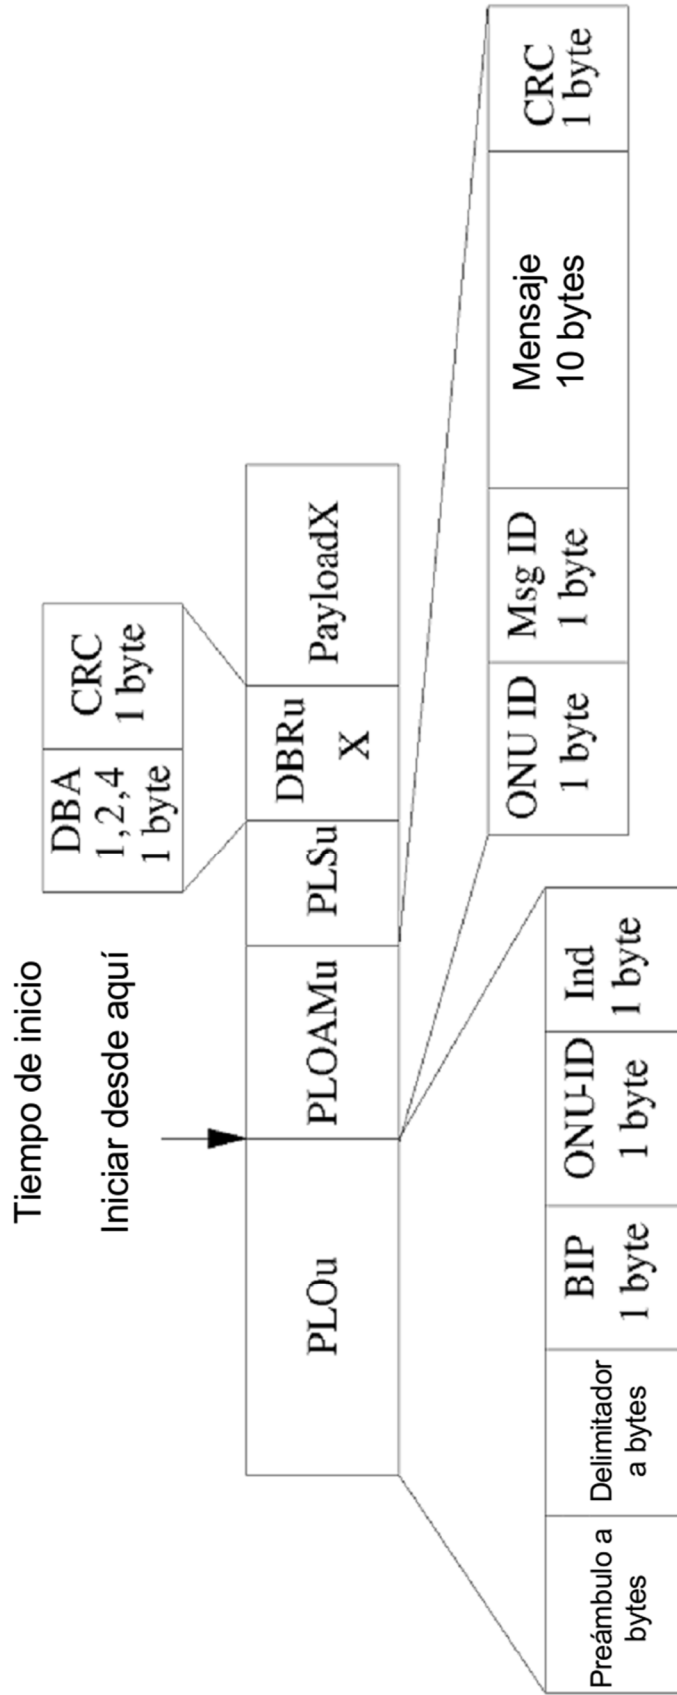 Tiempo de inicio
Iniciar desde aquí
DBA
1,2,4
1 byte
CRC
1 byte
PLOu
PLOAMu
PLSu
DBRu
X
PayloadX
Preámbulo a
bytes
Delimitador
a bytes
BIP
1 byte
ONU-ID
1 byte
Ind
1 byte
ONU ID
1 byte
Msg ID
1 byte
Mensaje
10 bytes
CRC
1 byte